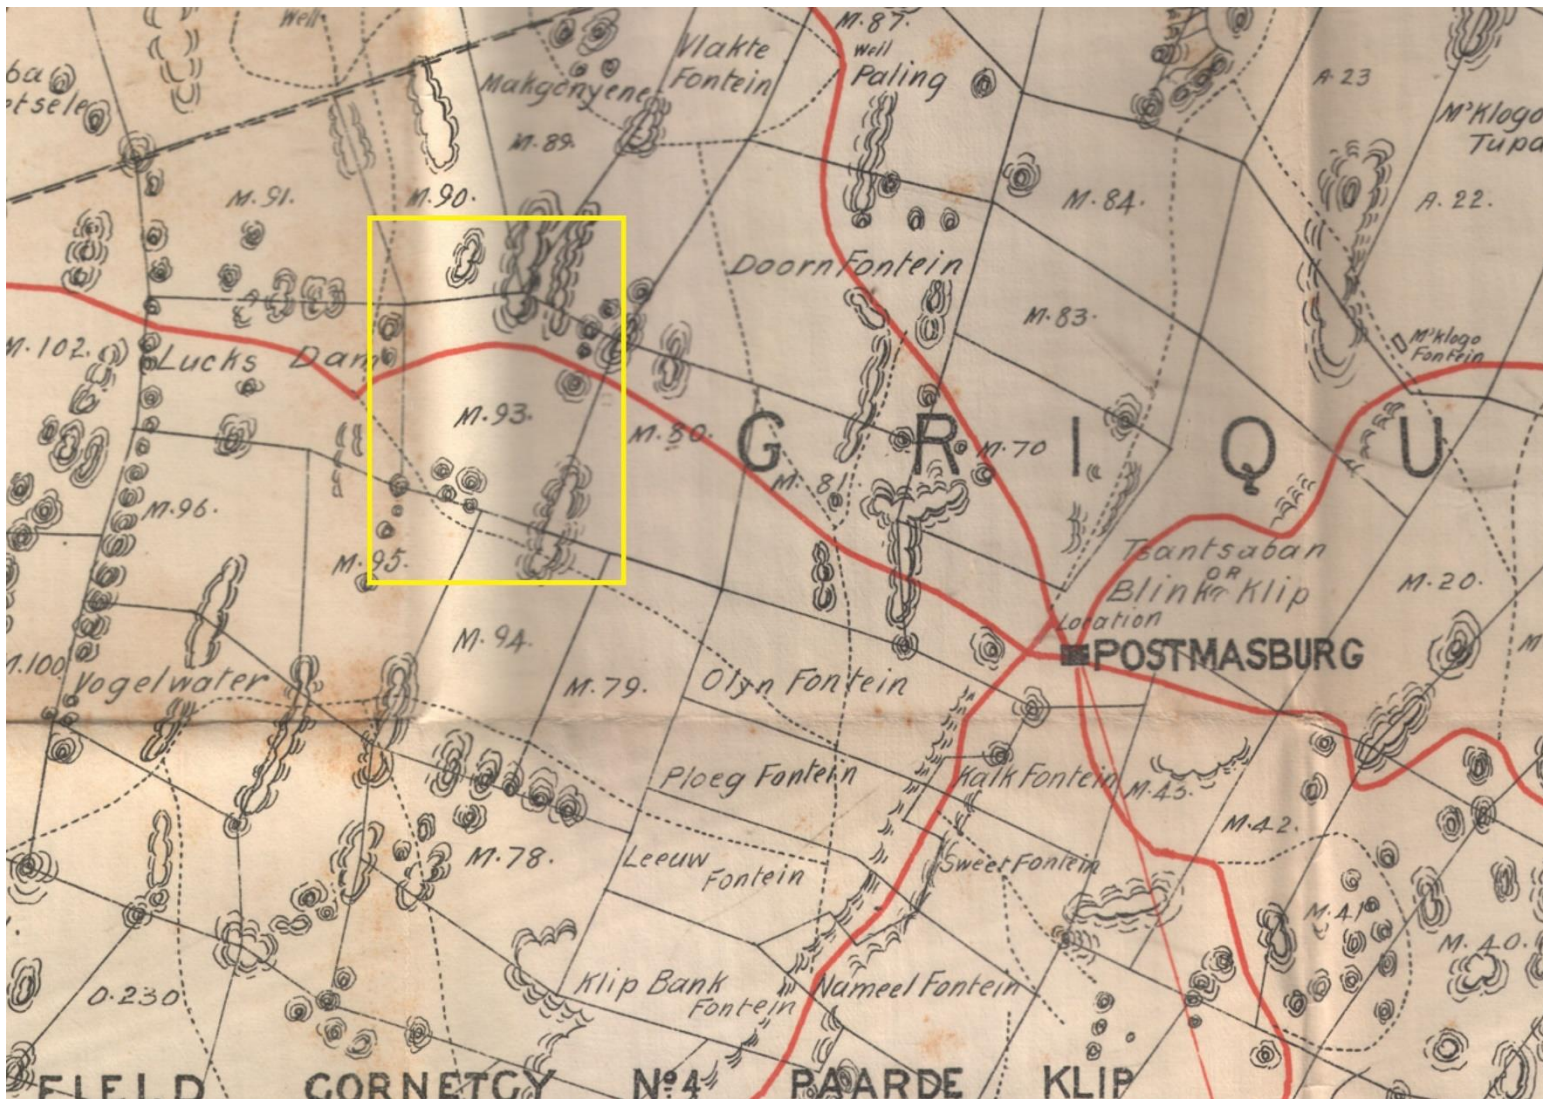 Well
M.87.
Well
Paling
Vlakte
Fontein
Makgonyene
A.23
M'Klogo
M.89.
M.91.
M.90.
M.84.
A.22.
Doorn Fontein
M.102.
Lucks Dam
M.83.
M'klogo
Fontein
M.93.
M.80.
G R I Q U
M.70
M.81
M.96.
M.95.
Tsantsaban
OR
Blink Klip
M.20.
Location
POSTMASBURG
M.94.
M.100
Vogelwater
M.79.
Olyn Fontein
Ploeg Fontein
Kalk Fontein
M.43.
M.42.
M.78.
Leeuw
Fontein
Sweet Fontein
M.41
M.40.
O.230
Klip Bank
Fontein
Nameel Fontein
FIELD CORNETCY No.4 PAARDE KLIP